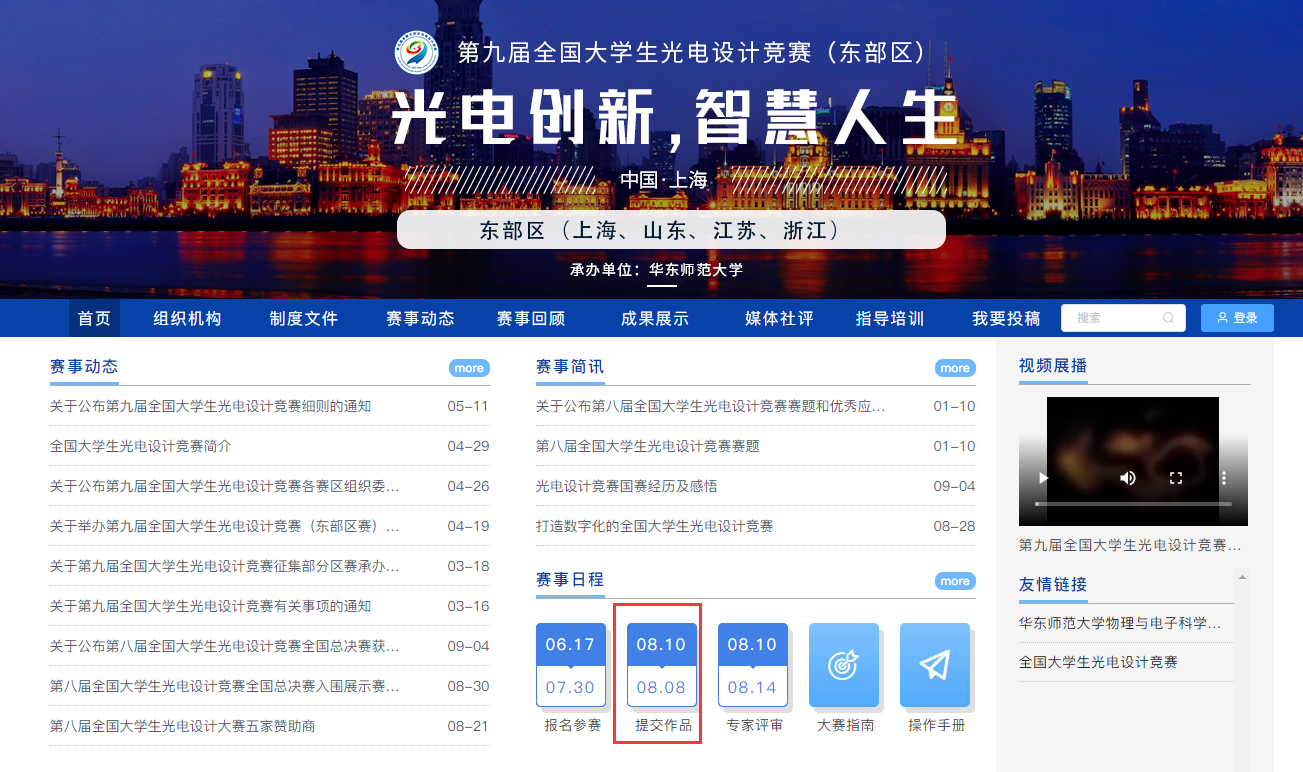 第九届全国大学生光电设计竞赛（东部区）
光电创新,智慧人生
中国·上海
东部区（上海、山东、江苏、浙江）
承办单位：华东师范大学
首页 组织机构 制度文件 赛事动态 赛事回顾 成果展示 媒体社评 指导培训 我要投稿 搜索 登录
赛事动态 more
关于公布第九届全国大学生光电设计竞赛细则的通知 05-11
全国大学生光电设计竞赛简介 04-29
关于公布第九届全国大学生光电设计竞赛各赛区组织委... 04-26
关于举办第九届全国大学生光电设计竞赛（东部区赛）... 04-19
关于第九届全国大学生光电设计竞赛征集部分区赛承办... 03-18
关于第九届全国大学生光电设计竞赛有关事项的通知 03-16
关于公布第八届全国大学生光电设计竞赛全国总决赛获... 09-04
第八届全国大学生光电设计竞赛全国总决赛入围展示赛... 08-30
第八届全国大学生光电设计大赛五家赞助商 08-21
赛事简讯 more
关于公布第八届全国大学生光电设计竞赛赛题和优秀应... 01-10
第八届全国大学生光电设计竞赛赛题 01-10
光电设计竞赛国赛经历及感悟 09-04
打造数字化的全国大学生光电设计竞赛 08-28
赛事日程 more
06.17 08.10 08.10
07.30 08.08 08.14
报名参赛 提交作品 专家评审 大赛指南 操作手册
视频展播
第九届全国大学生光电设计竞赛...
友情链接
华东师范大学物理与电子科学...
全国大学生光电设计竞赛